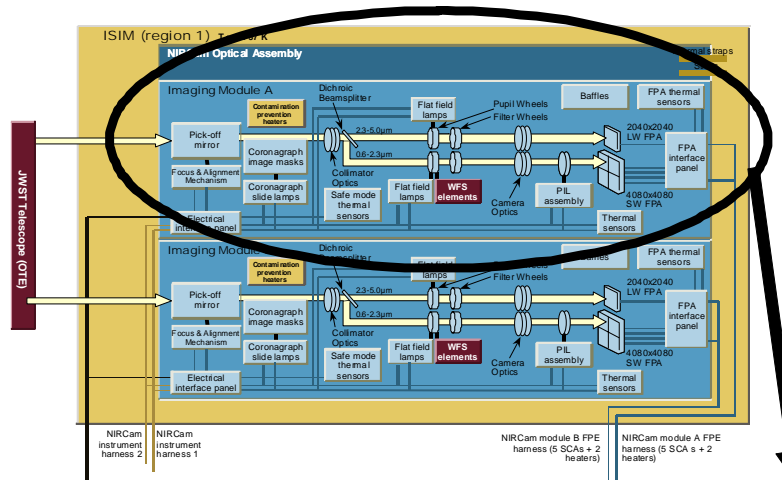 ISIM (region 1)
NIRCam Optical Assembly
Imaging Module A
Contamination
prevention
heaters
Dichroic
Beamsplitter
Flat field
lamps
Pupil Wheels
Filter Wheels
Baffles
FPA thermal
sensors
Pick-off
mirror
Coronagraph
image masks
2.3-5.0µm
0.6-2.3µm
2040x2040
LW FPA
FPA
interface
panel
Focus & Alignment
Mechanism
Coronagraph
slide lamps
Collimator
Optics
Safe mode
thermal
sensors
Flat field
lamps
WFS
elements
Camera
Optics
PIL
assembly
4080x4080
SW FPA
Electrical
interface panel
Thermal
sensors
JWST Telescope
(OTE)
Imaging Module
Contamination
prevention
heaters
Dichroic
Beamsplitter
lamps
Filter Wheels
FPA thermal
sensors
Pick-off
mirror
Coronagraph
image masks
2.3-5.0µm
0.6-2.3µm
2040x2040
LW FPA
FPA
interface
panel
Focus & Alignment
Mechanism
Coronagraph
slide lamps
Collimator
Optics
Safe mode
thermal
sensors
Flat field
lamps
WFS
elements
Camera
Optics
PIL
assembly
4080x4080
SW FPA
Electrical
interface panel
Thermal
sensors
NIRCam
instrument
harness 2
NIRCam
instrument
harness 1
NIRCam module B FPE
harness (5 SCAs + 2
heaters)
NIRCam module A FPE
harness (5 SCAs + 2
heaters)